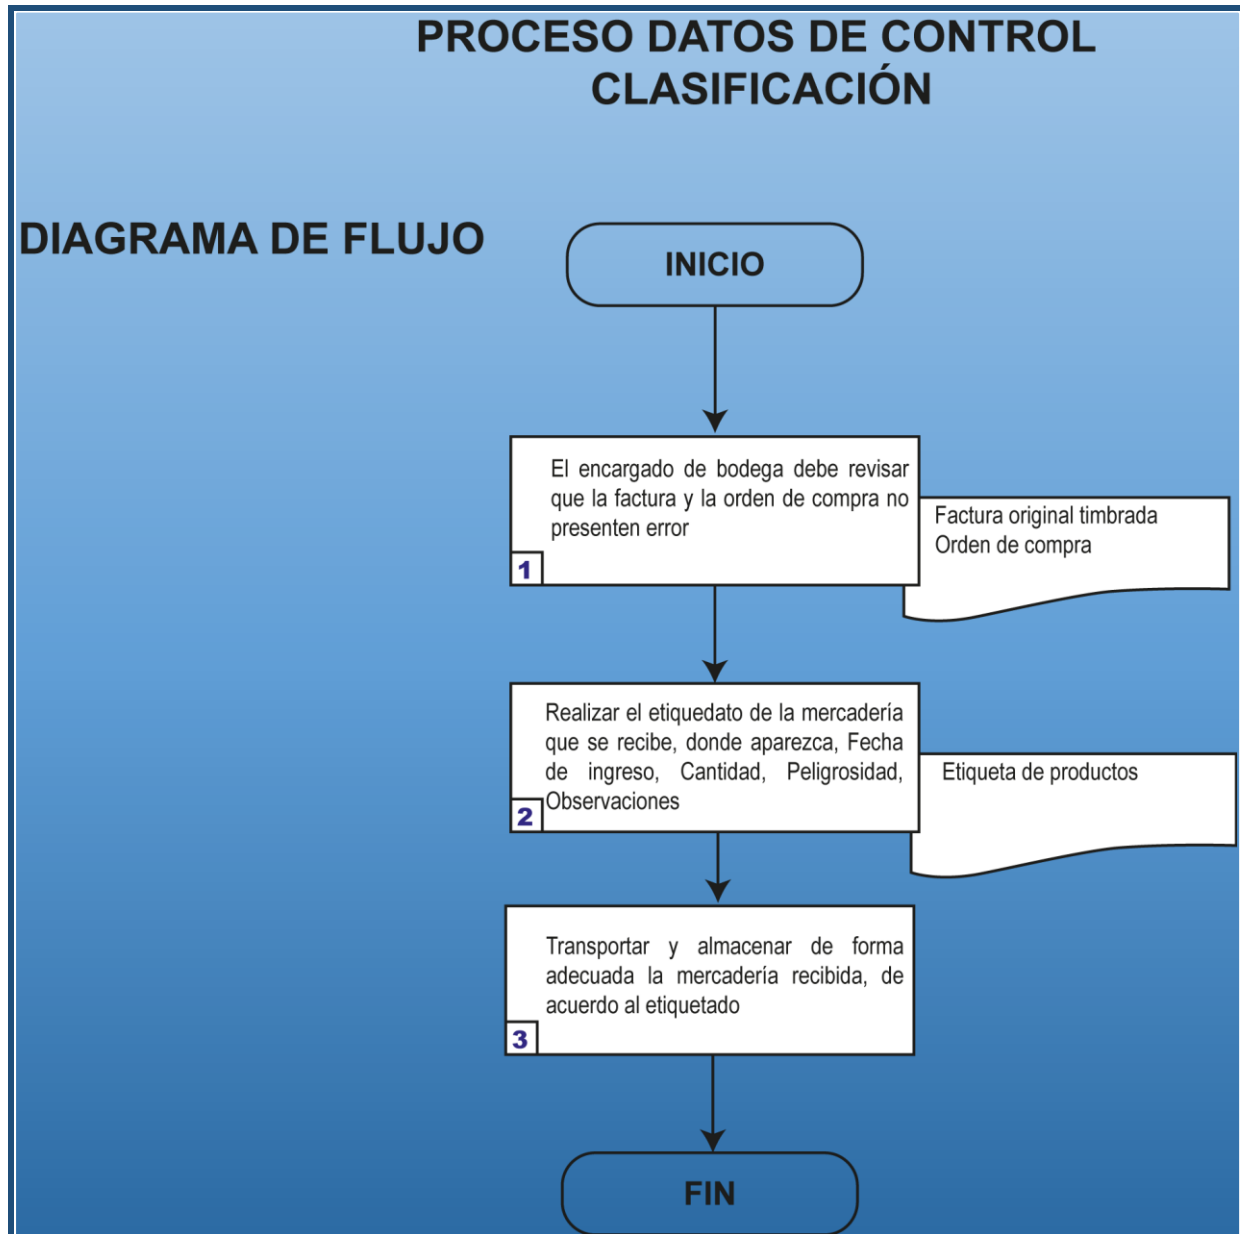 PROCESO DATOS DE CONTROL
CLASIFICACIÓN
DIAGRAMA DE FLUJO
INICIO
El encargado de bodega debe revisar
que la factura y la orden de compra no
presenten error
1
Factura original timbrada
Orden de compra
Realizar el etiquedato de la mercadería
que se recibe, donde aparezca, Fecha
de ingreso, Cantidad, Peligrosidad,
Observaciones
2
Etiqueta de productos
Transportar y almacenar de forma
adecuada la mercadería recibida, de
acuerdo al etiquetado
3
FIN